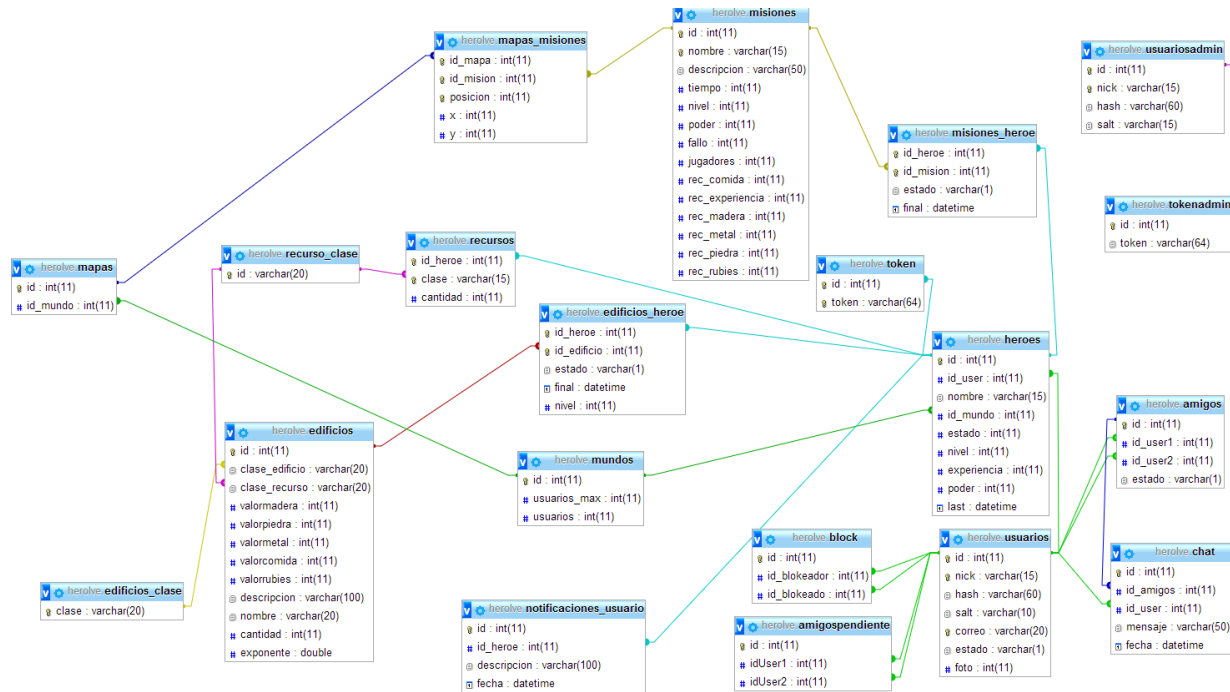 herolve.mapas_misiones
id_mapa : int(11)
id_mision : int(11)
posicion : int(11)
x : int(11)
y : int(11)
herolve.misiones
id : int(11)
nombre : varchar(15)
descripcion : varchar(50)
tiempo : int(11)
nivel : int(11)
poder : int(11)
fallo : int(11)
jugadores : int(11)
rec_comida : int(11)
rec_experiencia : int(11)
rec_madera : int(11)
rec_metal : int(11)
rec_piedra : int(11)
rec_rubies : int(11)
herolve.usuariosadmin
id : int(11)
nick : varchar(15)
hash : varchar(60)
salt : varchar(15)
herolve.misiones_heroe
id_heroe : int(11)
id_mision : int(11)
estado : varchar(1)
final : datetime
herolve.tokenadmin
id : int(11)
token : varchar(64)
herolve.mapas
id : int(11)
id_mundo : int(11)
herolve.recurso_clase
id : varchar(20)
herolve.recursos
id_heroe : int(11)
clase : varchar(15)
cantidad : int(11)
herolve.token
id : int(11)
token : varchar(64)
herolve.edificios_heroe
id_heroe : int(11)
id_edificio : int(11)
estado : varchar(1)
final : datetime
nivel : int(11)
herolve.heroes
id : int(11)
id_user : int(11)
nombre : varchar(15)
id_mundo : int(11)
estado : int(11)
nivel : int(11)
experiencia : int(11)
poder : int(11)
last : datetime
herolve.amigos
id : int(11)
id_user1 : int(11)
id_user2 : int(11)
estado : varchar(1)
herolve.edificios
id : int(11)
clase_edificio : varchar(20)
clase_recurso : varchar(20)
valormadera : int(11)
valorpiedra : int(11)
valormetal : int(11)
valorcomida : int(11)
valorrubies : int(11)
descripcion : varchar(100)
nombre : varchar(20)
cantidad : int(11)
exponente : double
herolve.mundos
id : int(11)
usuarios_max : int(11)
usuarios : int(11)
herolve.block
id : int(11)
id_blokeador : int(11)
id_blokeado : int(11)
herolve.usuarios
id : int(11)
nick : varchar(15)
hash : varchar(60)
salt : varchar(10)
correo : varchar(20)
estado : varchar(1)
foto : int(11)
herolve.chat
id : int(11)
id_amigos : int(11)
id_user : int(11)
mensaje : varchar(50)
fecha : datetime
herolve.edificios_clase
clase : varchar(20)
herolve.notificaciones_usuario
id : int(11)
id_heroe : int(11)
descripcion : varchar(100)
fecha : datetime
herolve.amigospendiente
id : int(11)
idUser1 : int(11)
idUser2 : int(11)